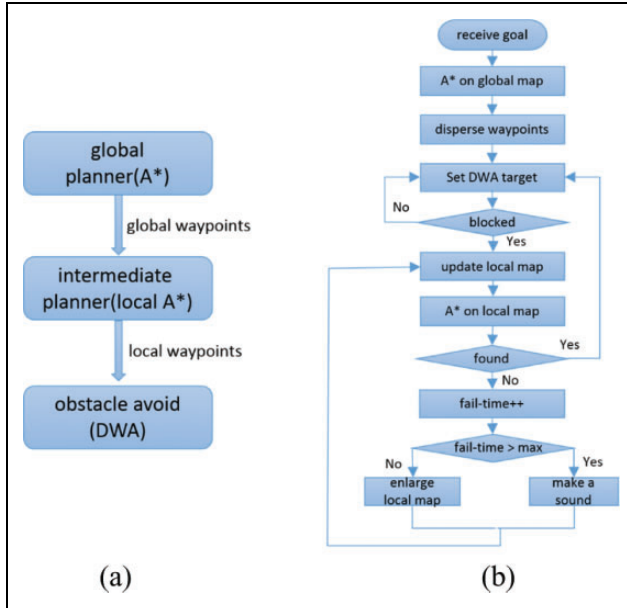 global
planner(A*)
global waypoints
intermediate
planner(local A*)
local waypoints
obstacle avoid
(DWA)
(a)
receive goal
A* on global map
disperse waypoints
Set DWA target
No
blocked
Yes
update local map
A* on local map
Yes
found
No
fail-time++
fail-time > max
No
Yes
enlarge
local map
make a
sound
(b)